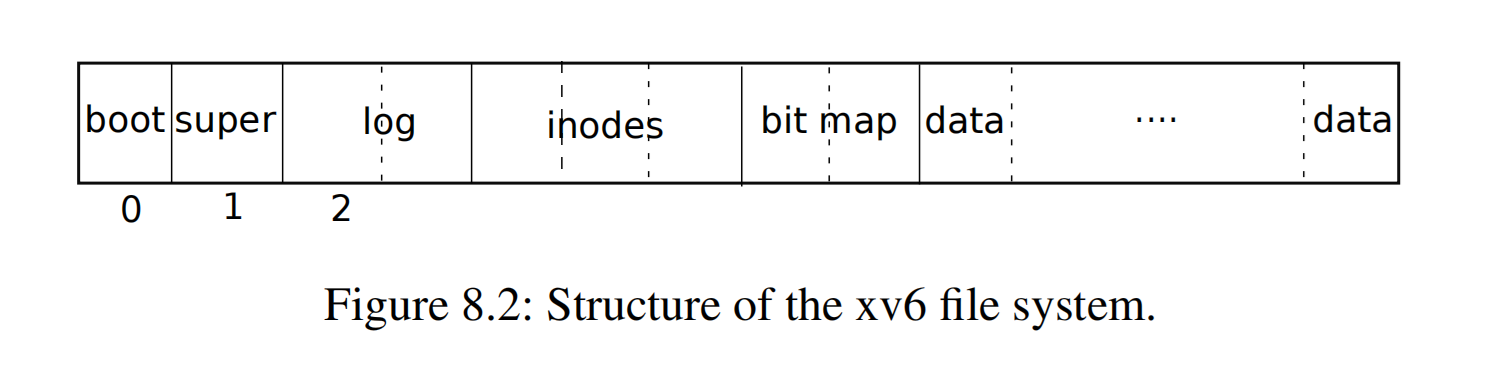 boot super log inodes bit map data .... data
0 1 2
Figure 8.2: Structure of the xv6 file system.